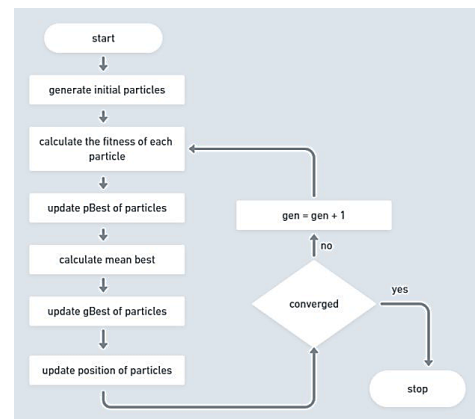 start
generate initial particles
calculate the fitness of each
particle
update pBest of particles
calculate mean best
update gBest of particles
update position of particles
gen = gen + 1
no
converged
yes
stop